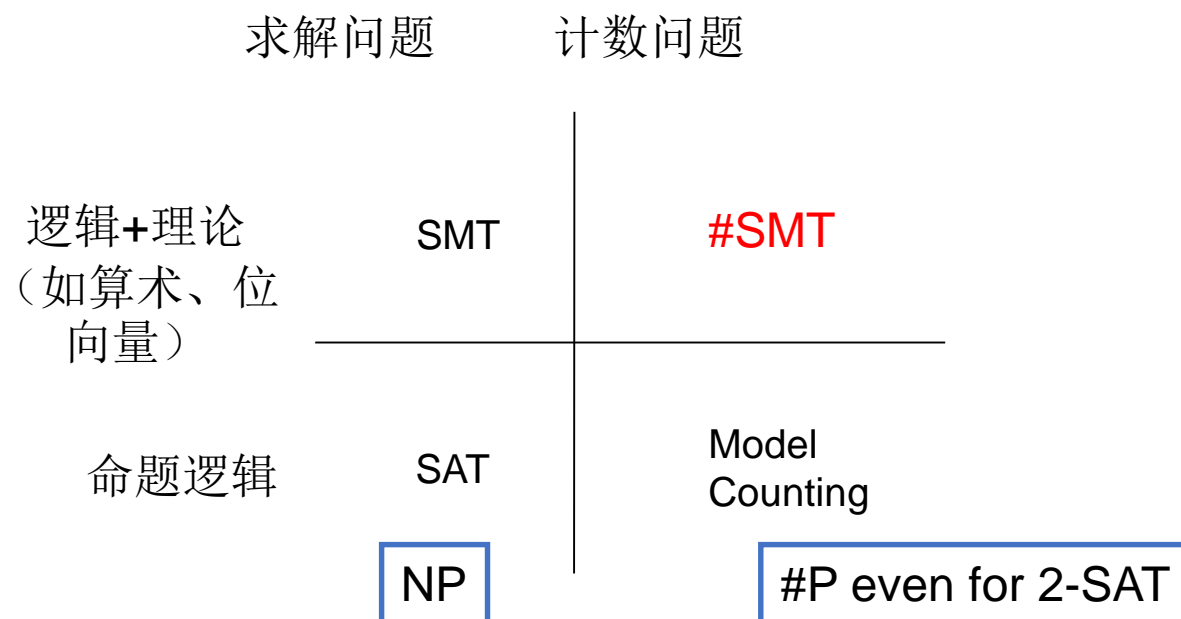 求解问题 计数问题
逻辑+理论
（如算术、位
向量）
SMT
#SMT
命题逻辑
SAT
Model
Counting
NP
#P even for 2-SAT